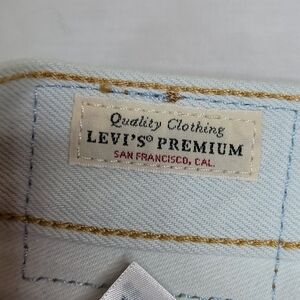 Quality Clothing
LEVI'S® PREMIUM
SAN FRANCISCO, CAL.